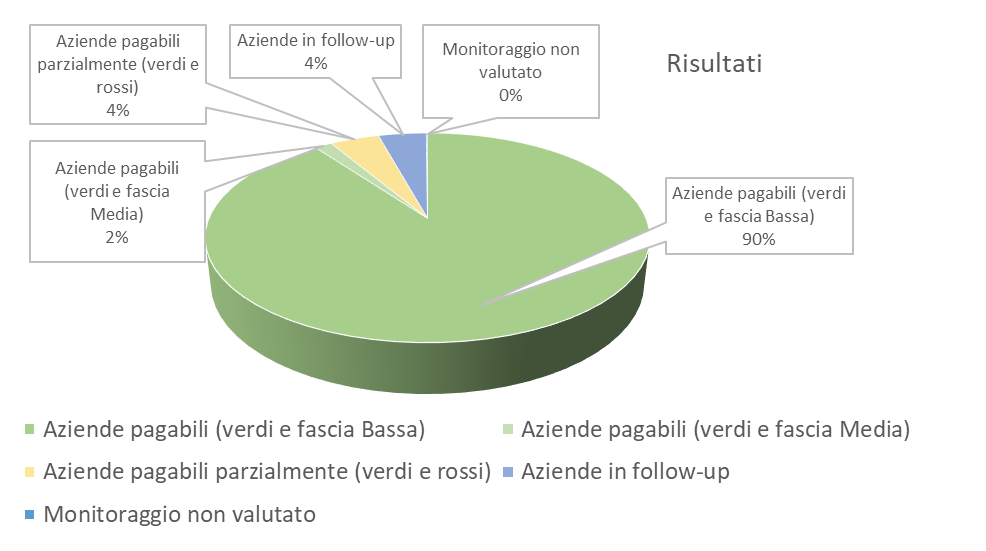 Risultati
Aziende pagabili
parzialmente (verdi e
rossi)
4%
Aziende in follow-up
4%
Monitoraggio non
valutato
0%
Aziende pagabili
(verdi e fascia
Media)
2%
Aziende pagabili (verdi
e fascia Bassa)
90%
Aziende pagabili (verdi e fascia Bassa)
Aziende pagabili (verdi e fascia Media)
Aziende pagabili parzialmente (verdi e rossi)
Aziende in follow-up
Monitoraggio non valutato